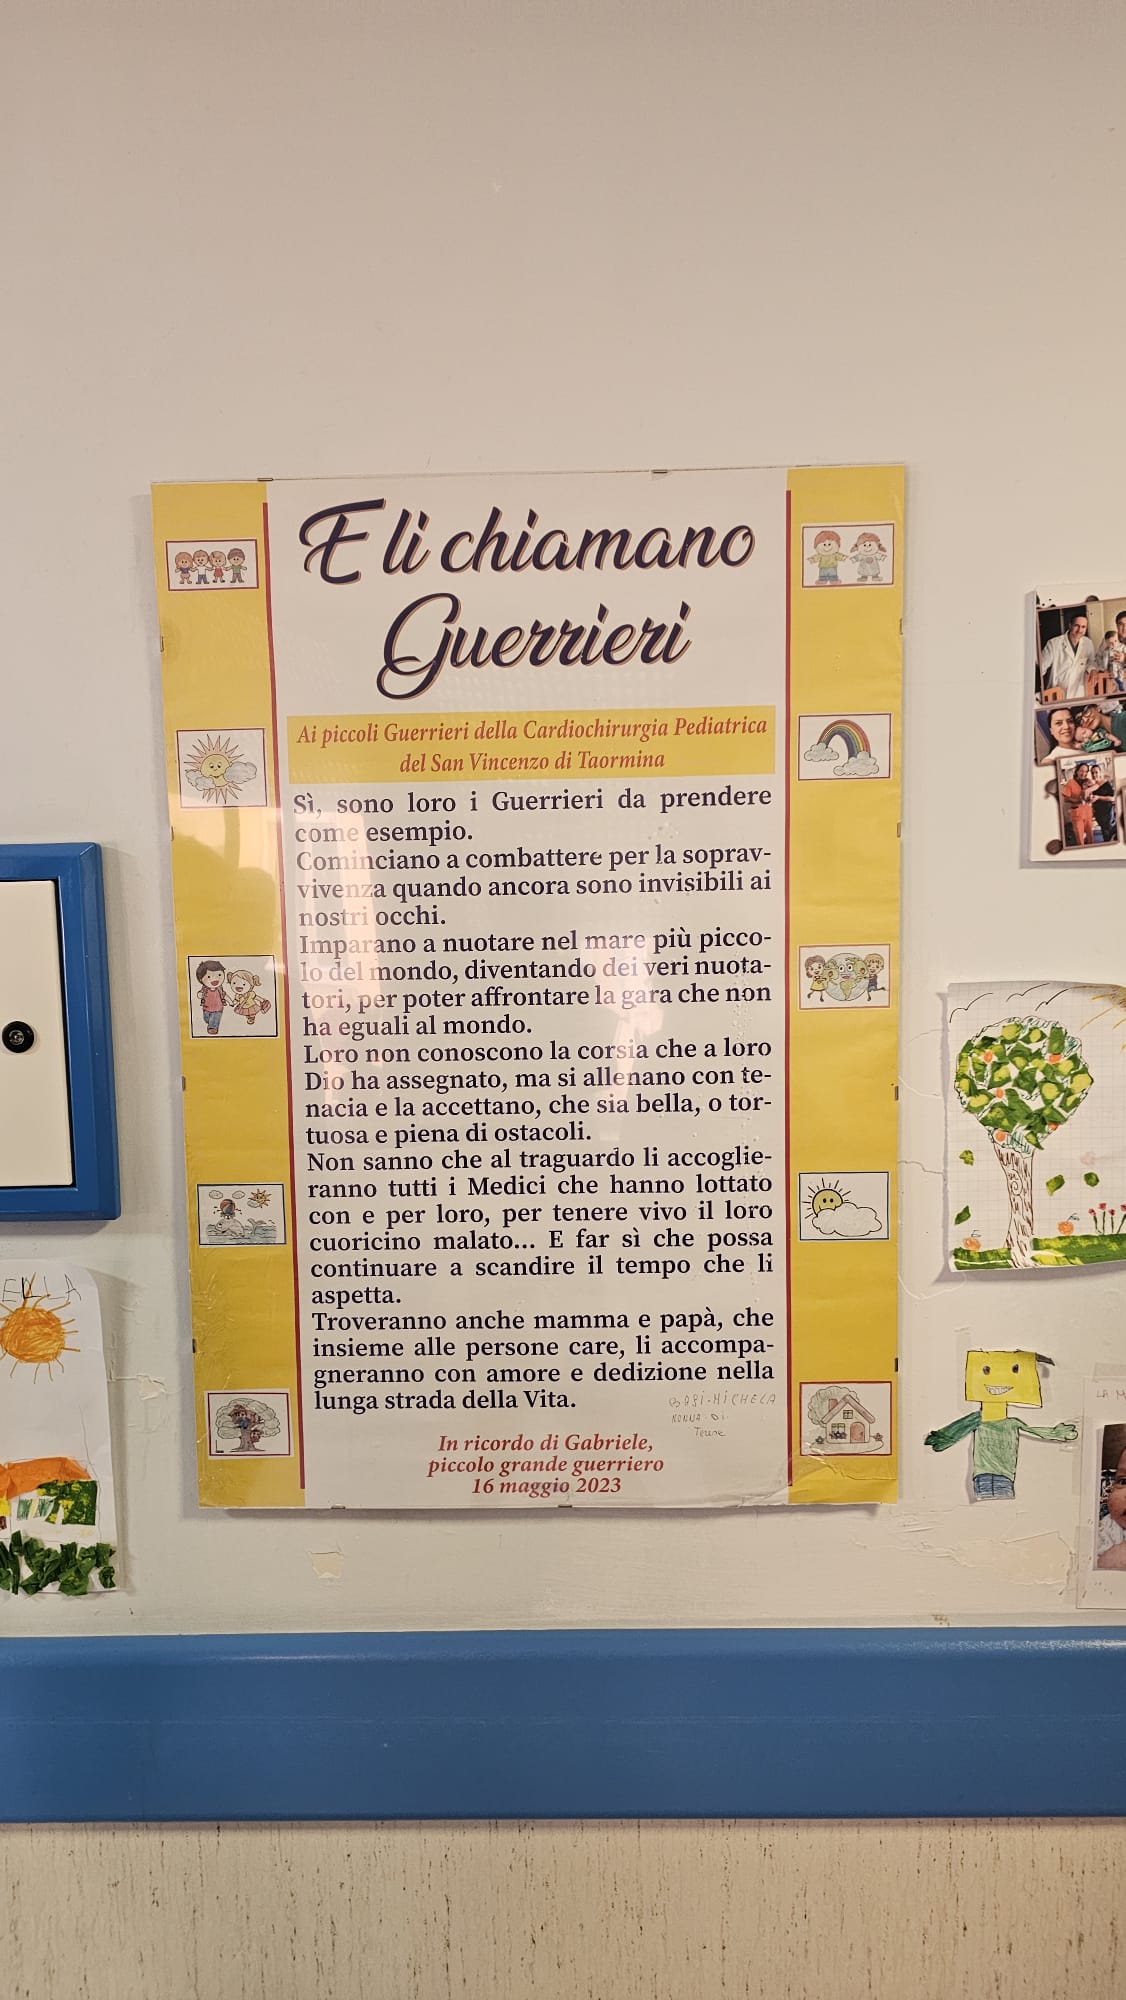 E li chiamano
Guerrieri
Ai piccoli Guerrieri della Cardiochirurgia Pediatrica
del San Vincenzo di Taormina
Sì, sono loro i Guerrieri da prendere
come esempio.
Cominciano a combattere per la soprav-
vivenza quando ancora sono invisibili ai
nostri occhi.
Imparano a nuotare nel mare più picco-
lo del mondo, diventando dei veri nuota-
tori, per poter affrontare la gara che non
ha eguali al mondo.
Loro non conoscono la corsia che a loro
Dio ha assegnato, ma si allenano con te-
nacia e la accettano, che sia bella, o tor-
tuosa e piena di ostacoli.
Non sanno che al traguardo li accoglie-
ranno tutti i Medici che hanno lottato
con e per loro, per tenere vivo il loro
cuoricino malato... E far sì che possa
continuare a scandire il tempo che li
aspetta.
Troveranno anche mamma e papà, che
insieme alle persone care, li accompa-
gneranno con amore e dedizione nella
lunga strada della Vita.
MICHELA
NONNA DI
In ricordo di Gabriele,
piccolo grande guerriero
16 maggio 2023
ELLA
LA M